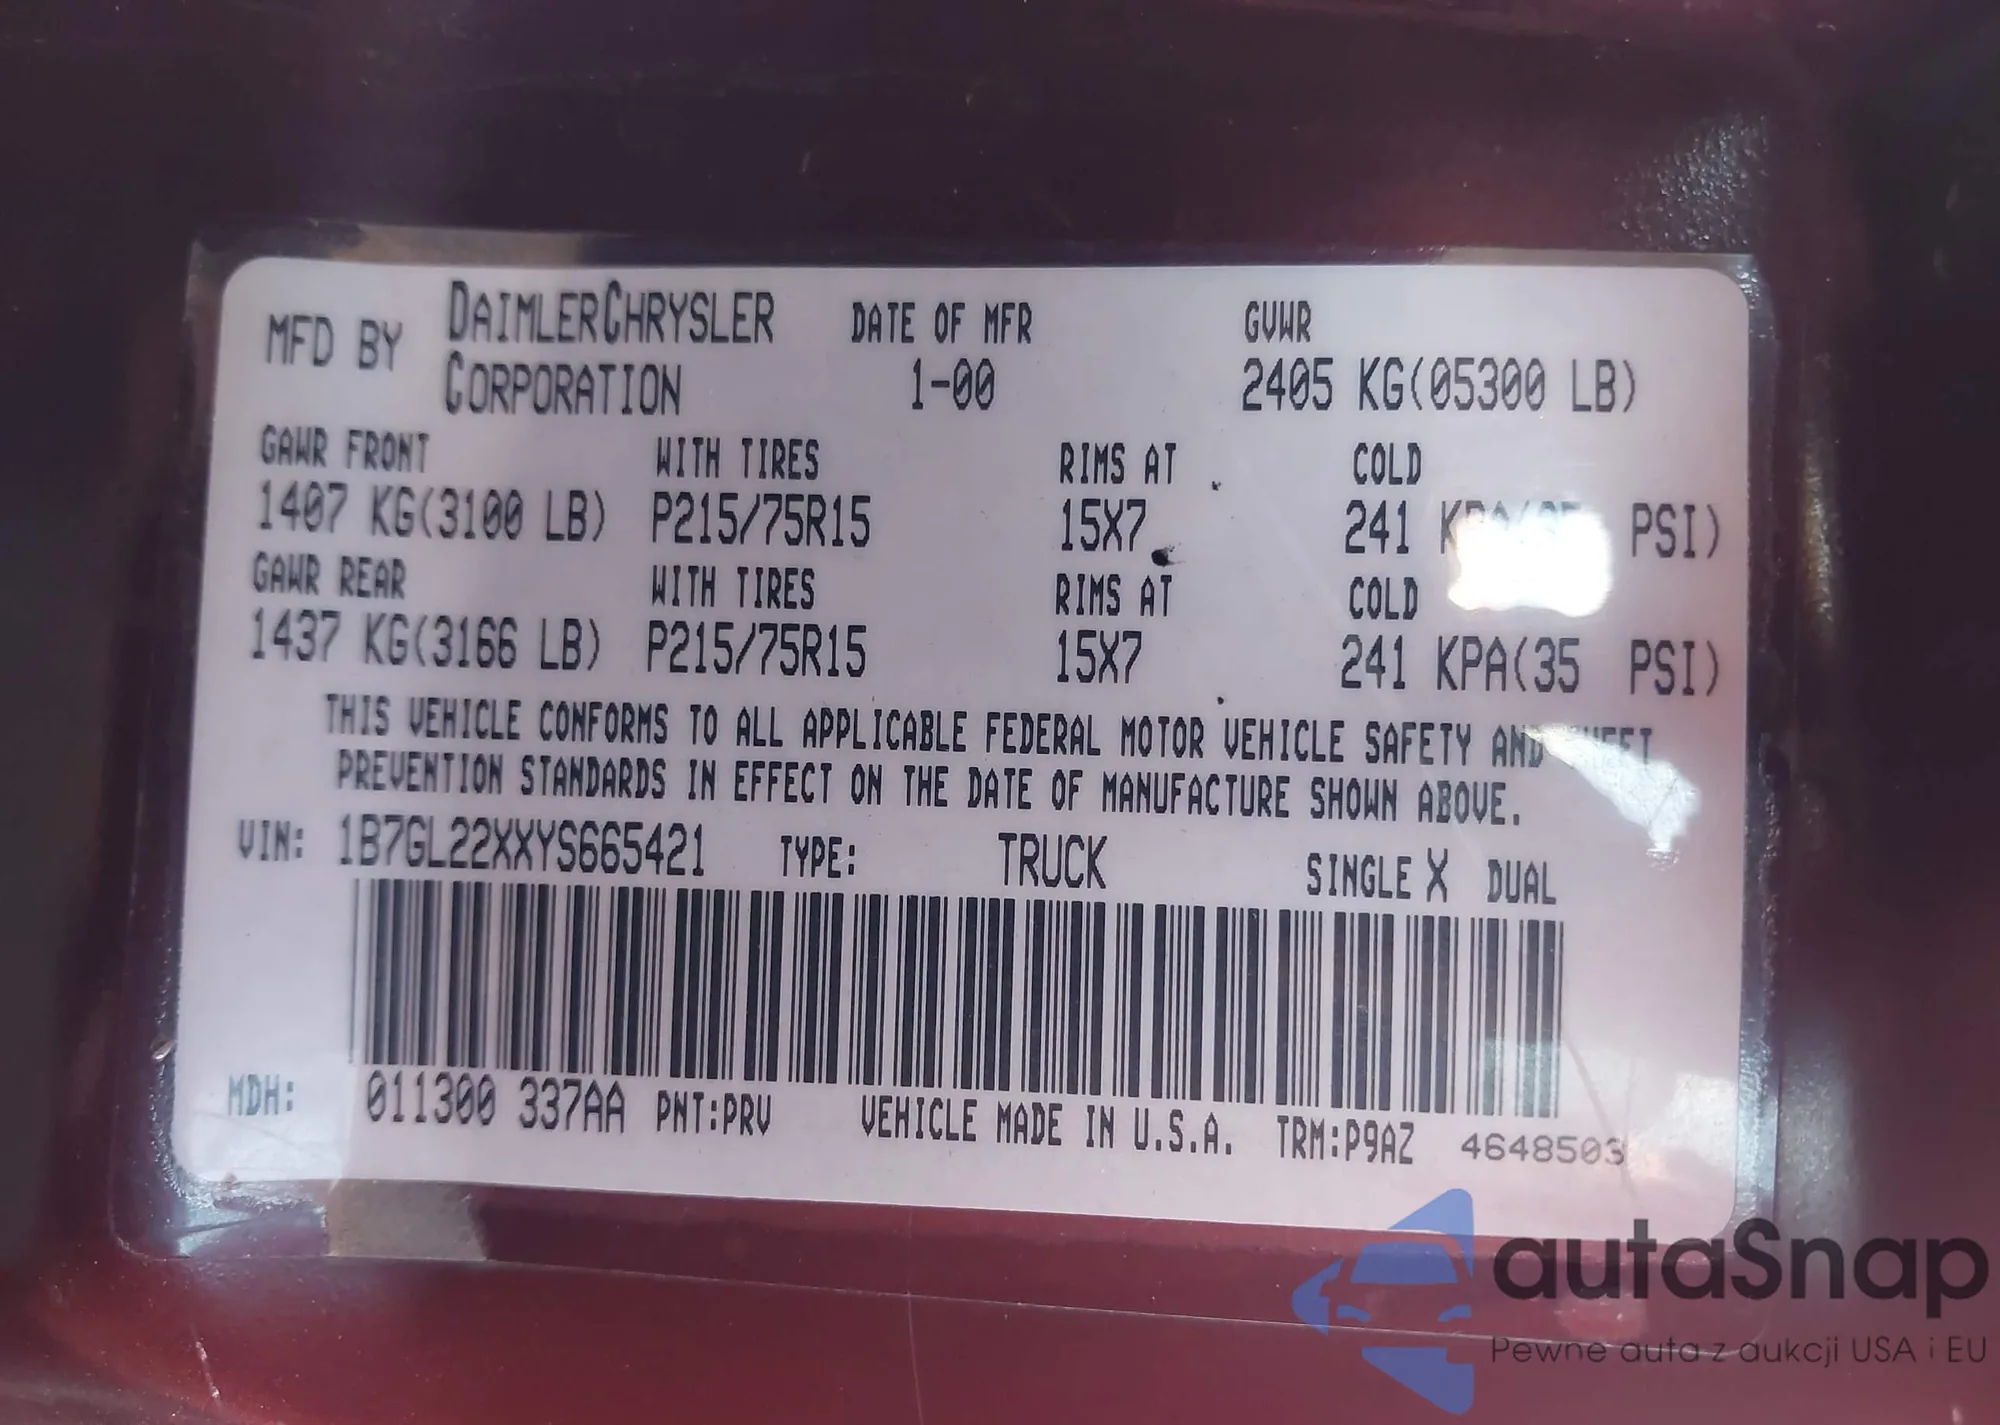 MFD BY DAIMLERCHRYSLER CORPORATION DATE OF MFR 1-00 GVWR 2405 KG(05300 LB)
GAWR FRONT WITH TIRES RIMS AT COLD
1407 KG(3100 LB) P215/75R15 15X7 241 PSI)
GAWR REAR WITH TIRES RIMS AT COLD
1437 KG(3166 LB) P215/75R15 15X7 241 KPA(35 PSI)
THIS VEHICLE CONFORMS TO ALL APPLICABLE FEDERAL MOTOR VEHICLE SAFETY AND
PREVENTION STANDARDS IN EFFECT ON THE DATE OF MANUFACTURE SHOWN ABOVE.
VIN: 1B7GL22XXYS665421 TYPE: TRUCK SINGLE X DUAL
MDH: 011300 337AA PNT:PRV VEHICLE MADE IN U.S.A. TRM:P9AZ 4648503
autaSnap
Pewne auta z aukcji USA i EU